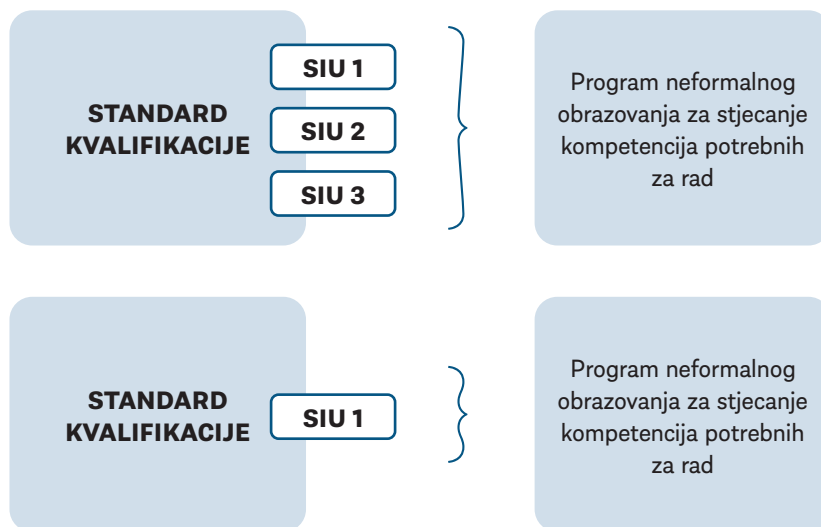 STANDARD
KVALIFIKACIJE
SIU 1
SIU 2
SIU 3
Program neformalnog
obrazovanja za stjecanje
kompetencija potrebnih
za rad
STANDARD
KVALIFIKACIJE
SIU 1
Program neformalnog
obrazovanja za stjecanje
kompetencija potrebnih
za rad